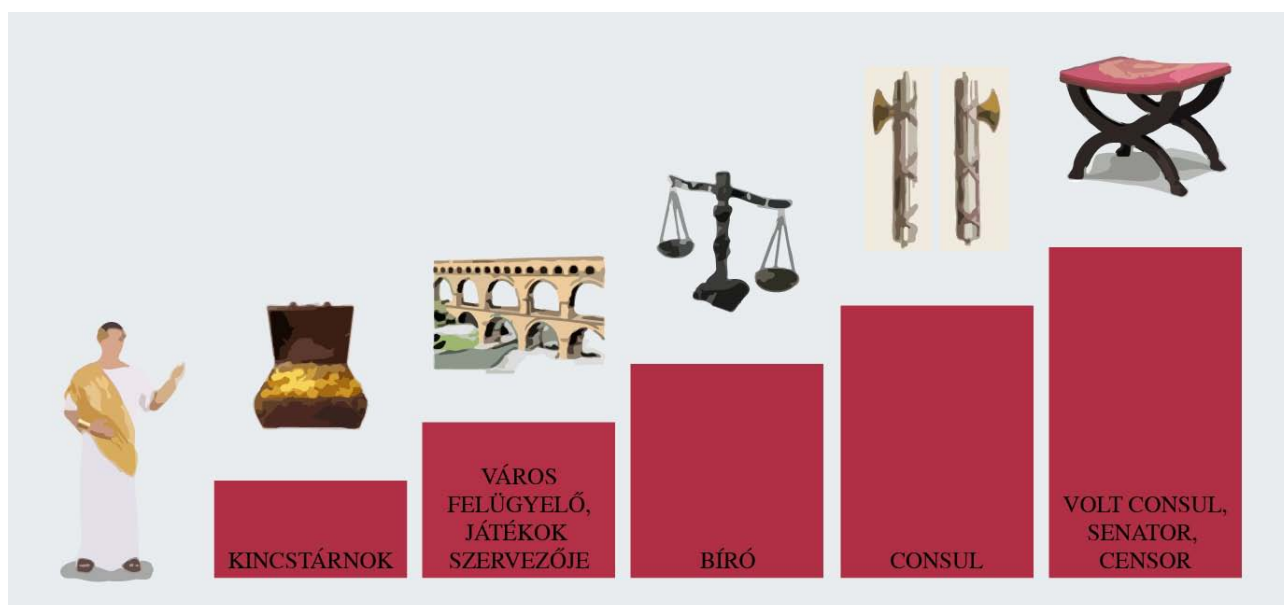 KINCSTÁRNOK
VÁROS
FELÜGYELŐ,
JÁTÉKOK
SZERVEZŐJE
BÍRÓ
CONSUL
VOLT CONSUL,
SENATOR,
CENSOR